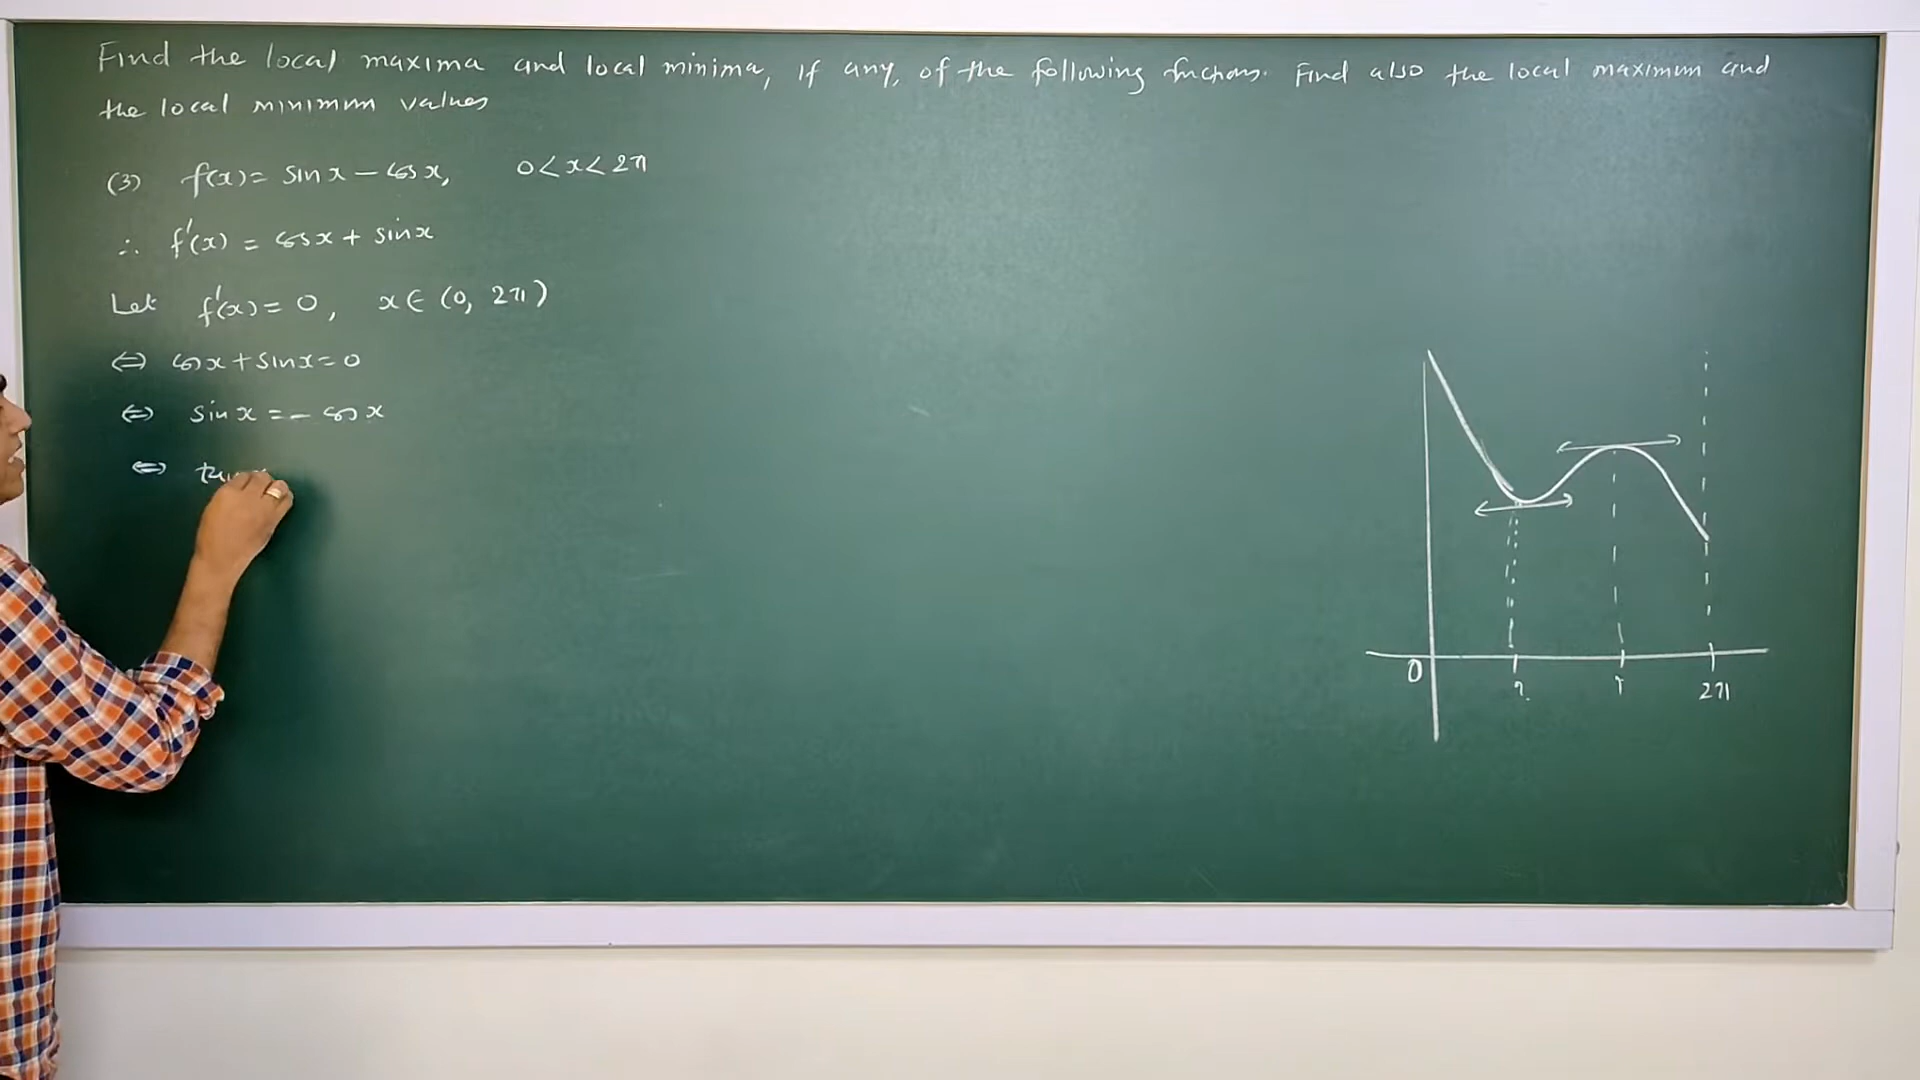 Find the local maxima and local minima, if any, of the following functions. Find also the local maximum and
the local minimum values
(3) f(x) = sin x − cos x, 0 < x < 2π
∴ f'(x) = cos x + sin x
Let f'(x) = 0, x ∈ (0, 2π)
⇔ cos x + sin x = 0
⇔ sin x = − cos x
⇔ tan
0 ? 2π